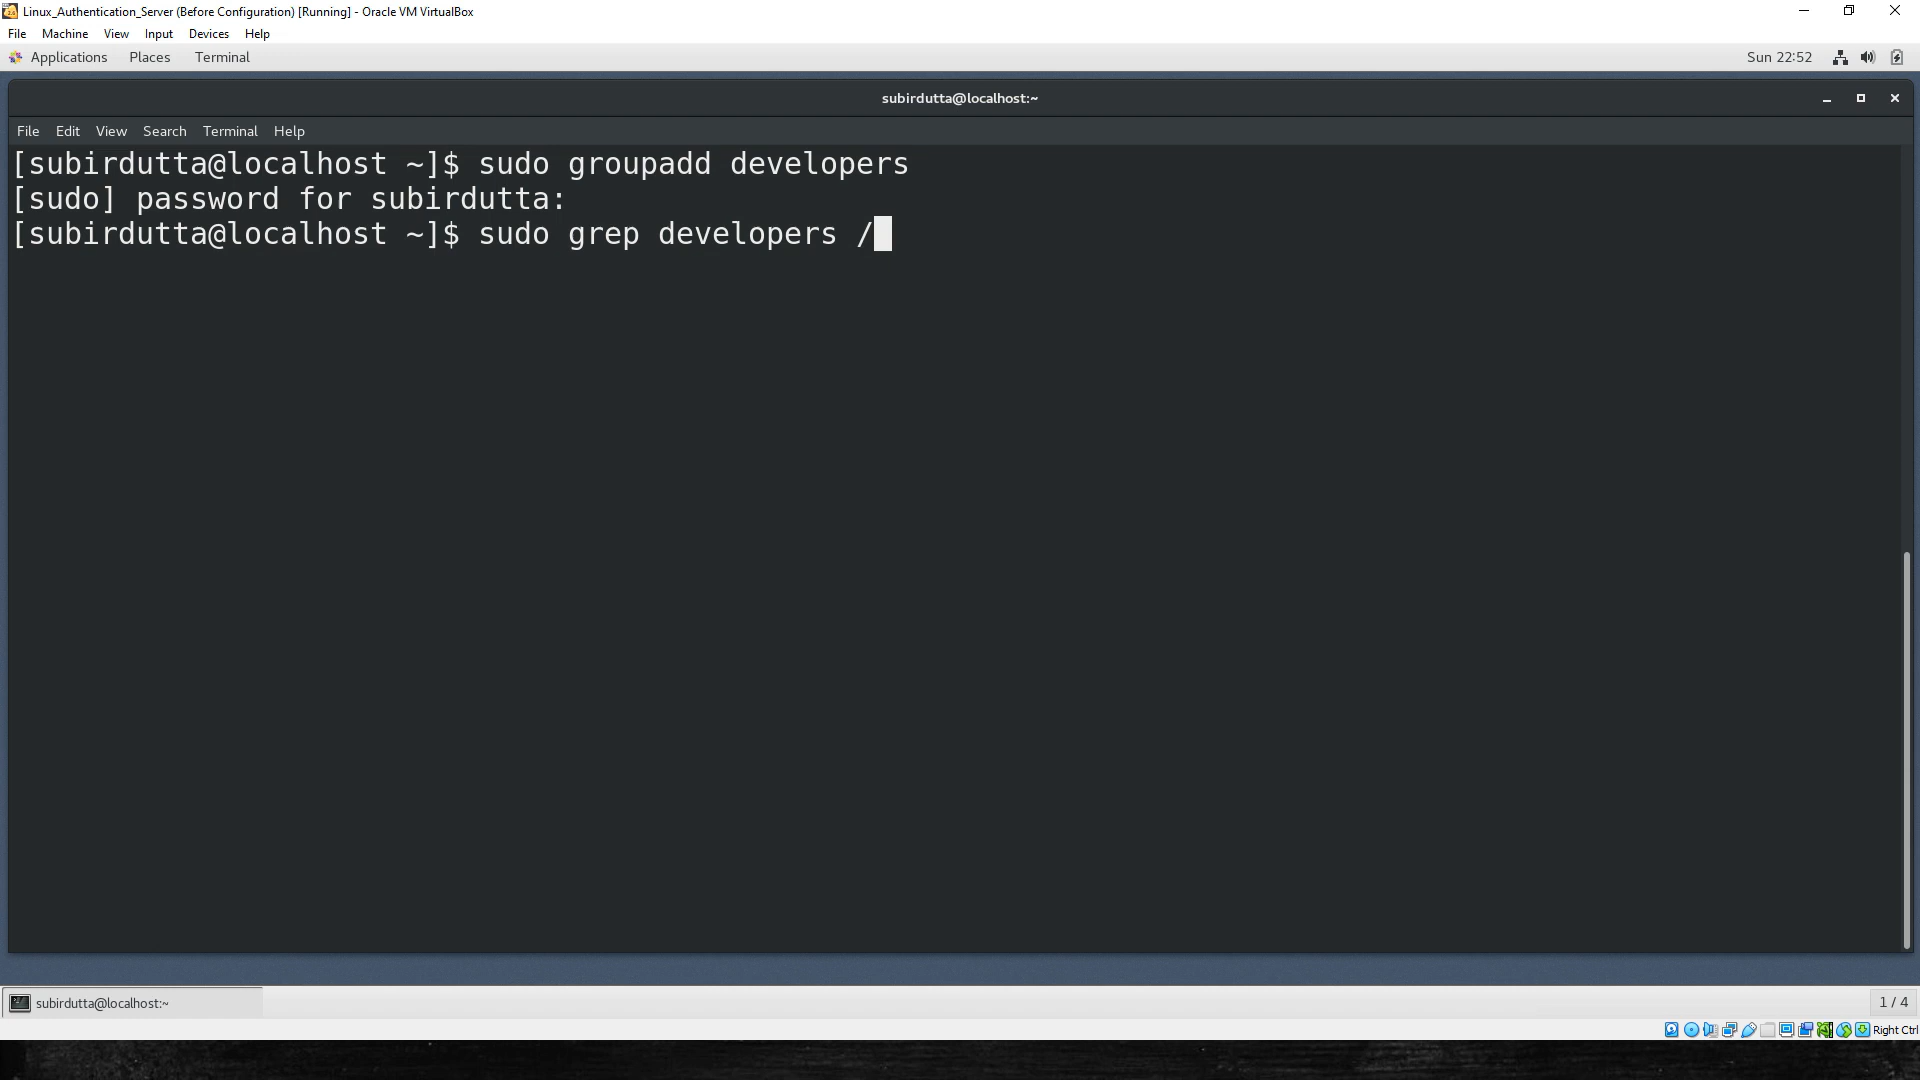 Linux_Authentication_Server (Before Configuration) [Running] - Oracle VM VirtualBox
File Machine View Input Devices Help
Applications Places Terminal Sun 22:52
subirdutta@localhost:~
File Edit View Search Terminal Help
[subirdutta@localhost ~]$ sudo groupadd developers
[sudo] password for subirdutta:
[subirdutta@localhost ~]$ sudo grep developers /
subirdutta@localhost:~ 1 / 4
Right Ctrl